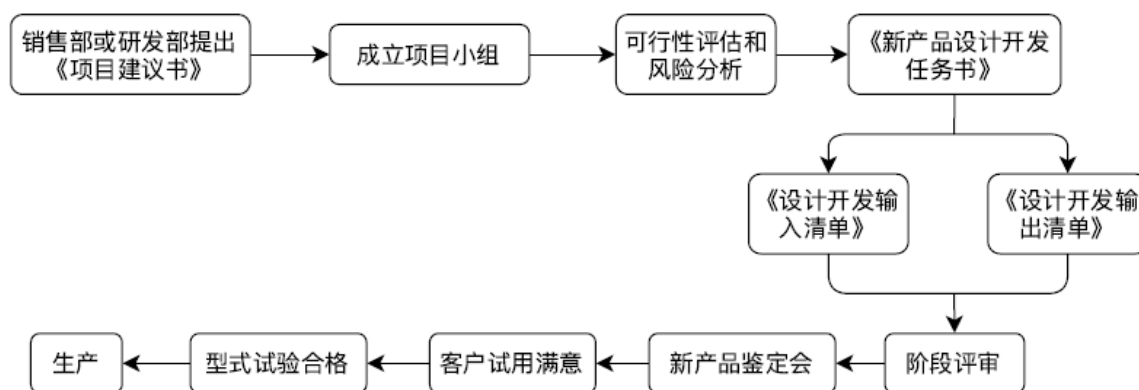 销售部或研发部提出
《项目建议书》
成立项目小组
可行性评估和
风险分析
《新产品设计开发
任务书》
《设计开发输
入清单》
《设计开发输
出清单》
阶段评审
新产品鉴定会
客户试用满意
型式试验合格
生产